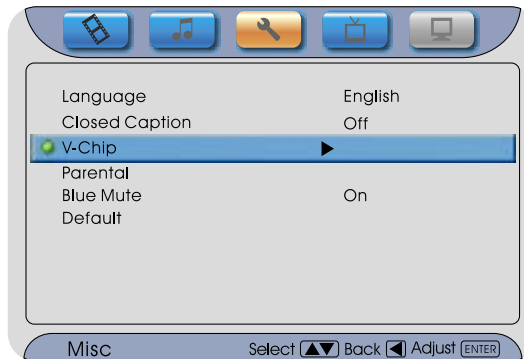 Language English
Closed Caption Off
V-Chip ▶
Parental
Blue Mute On
Default
Misc Select ▲▼ Back ◀ Adjust ENTER